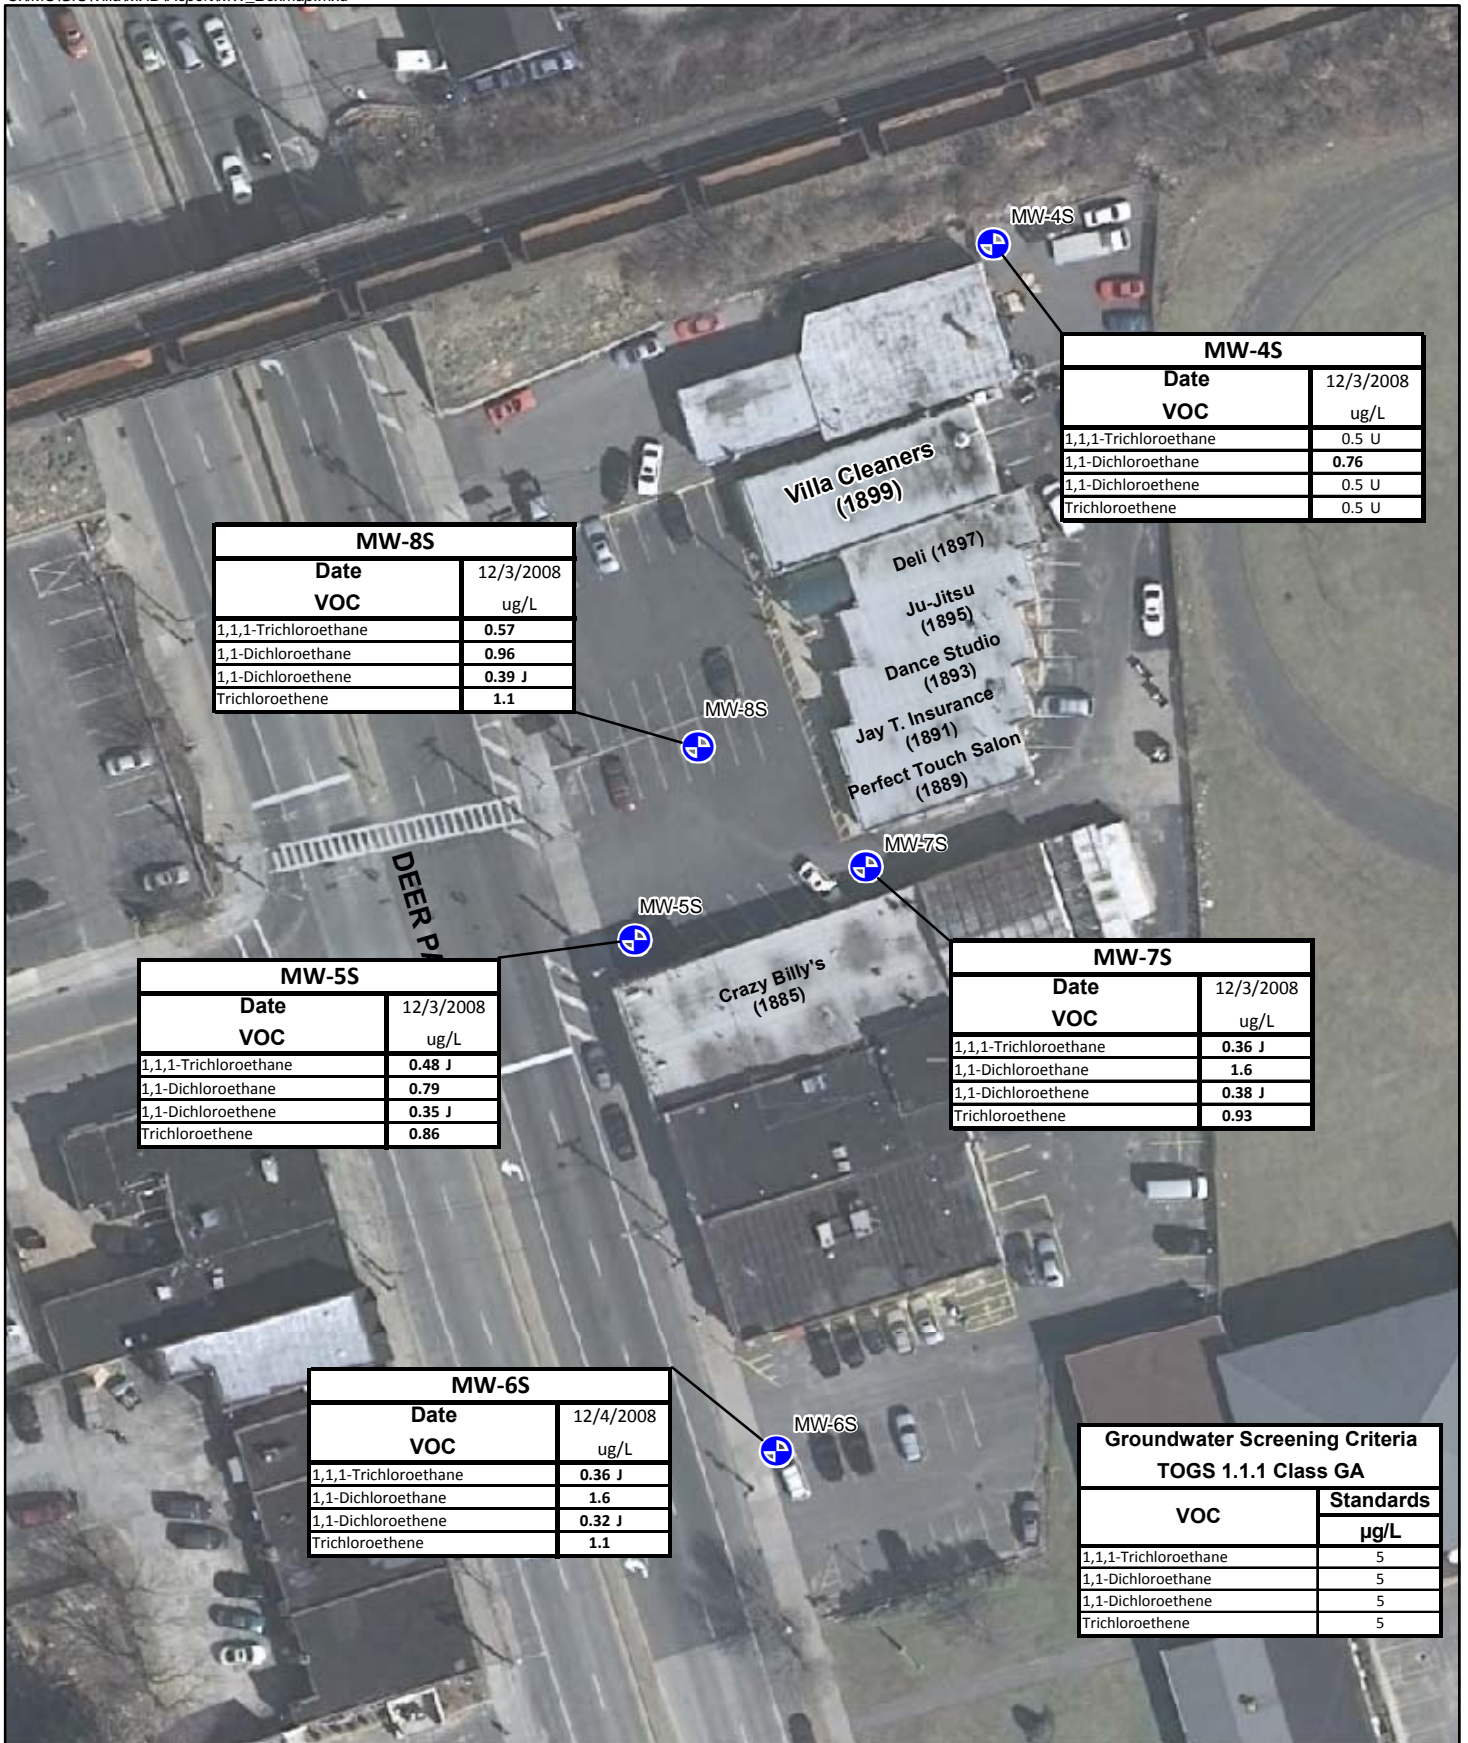 MW-4S
MW-4S
Date 12/3/2008
VOC ug/L
1,1,1-Trichloroethane 0.5 U
1,1-Dichloroethane 0.76
1,1-Dichloroethene 0.5 U
Trichloroethene 0.5 U
Villa Cleaners
(1899)
Deli (1897)
Ju-Jitsu
(1895)
Dance Studio
(1893)
Jay T. Insurance
(1891)
Perfect Touch Salon
(1889)
MW-8S
Date 12/3/2008
VOC ug/L
1,1,1-Trichloroethane 0.57
1,1-Dichloroethane 0.96
1,1-Dichloroethene 0.39 J
Trichloroethene 1.1
MW-8S
MW-7S
MW-5S
DEER
Crazy Billy's
(1885)
MW-5S
Date 12/3/2008
VOC ug/L
1,1,1-Trichloroethane 0.48 J
1,1-Dichloroethane 0.79
1,1-Dichloroethene 0.35 J
Trichloroethene 0.86
MW-7S
Date 12/3/2008
VOC ug/L
1,1,1-Trichloroethane 0.36 J
1,1-Dichloroethane 1.6
1,1-Dichloroethene 0.38 J
Trichloroethene 0.93
MW-6S
Date 12/4/2008
VOC ug/L
1,1,1-Trichloroethane 0.36 J
1,1-Dichloroethane 1.6
1,1-Dichloroethene 0.32 J
Trichloroethene 1.1
MW-6S
Groundwater Screening Criteria
TOGS 1.1.1 Class GA
VOC Standards
µg/L
1,1,1-Trichloroethane 5
1,1-Dichloroethane 5
1,1-Dichloroethene 5
Trichloroethene 5